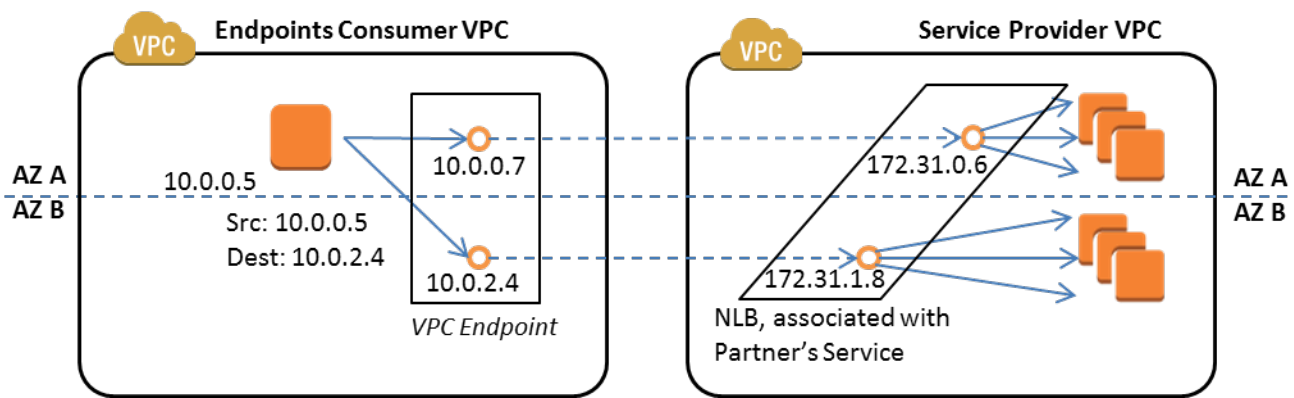 Endpoints Consumer VPC
Service Provider VPC
VPC
VPC
10.0.0.7
172.31.0.6
AZ A
10.0.0.5
AZ A
AZ B
AZ B
Src: 10.0.0.5
Dest: 10.0.2.4
10.0.2.4
172.31.1.8
VPC Endpoint
NLB, associated with
Partner's Service